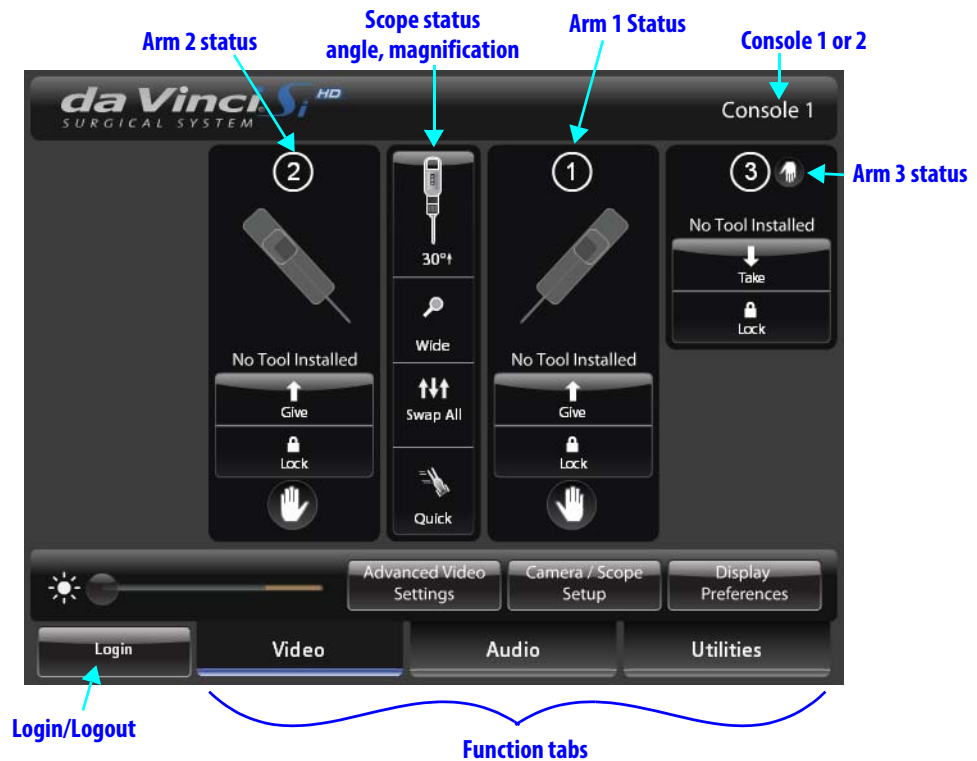 Scope status
angle, magnification
Arm 2 status
Arm 1 Status
Console 1 or 2
da Vinci Si HD
SURGICAL SYSTEM
Console 1
2
1
3
Arm 3 status
30°
No Tool Installed
Take
Lock
Wide
No Tool Installed
No Tool Installed
Give
Swap All
Give
Lock
Lock
Quick
Advanced Video
Settings
Camera / Scope
Setup
Display
Preferences
Login
Video
Audio
Utilities
Login/Logout
Function tabs